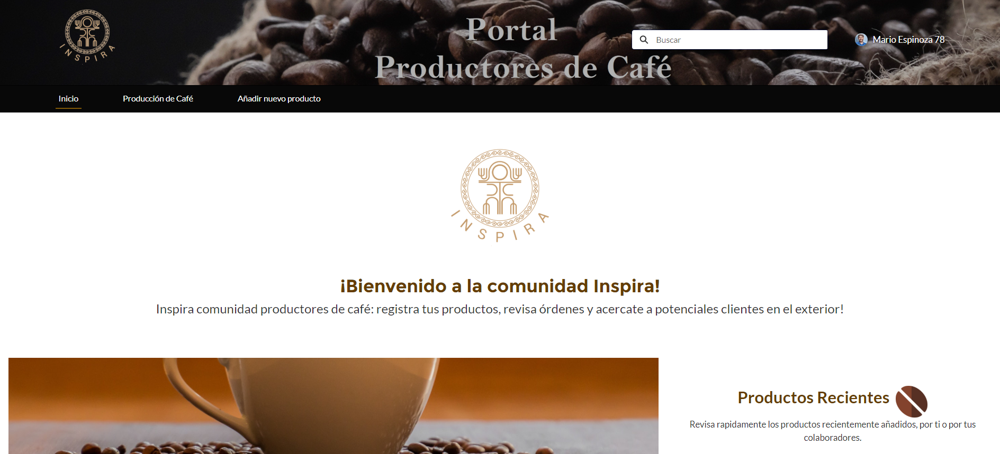 INSPIRA
Portal
Productores de Café
Buscar
Mario Espinoza 78
Inicio
Producción de Café
Añadir nuevo producto
INSPIRA
¡Bienvenido a la comunidad Inspira!
Inspira comunidad productores de café: registra tus productos, revisa órdenes y acercate a potenciales clientes en el exterior!
Productos Recientes
Revisa rapidamente los productos recientemente añadidos, por ti o por tus
colaboradores.